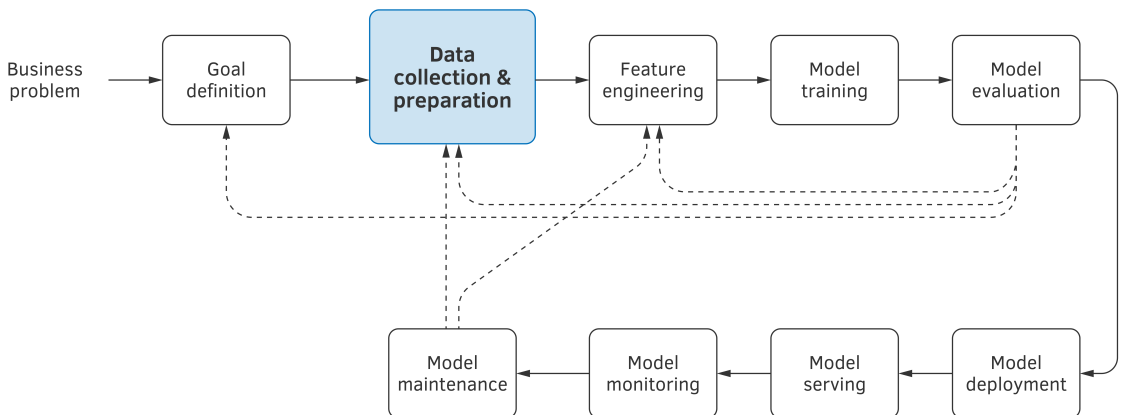 Business
problem
Goal
definition
Data
collection &
preparation
Feature
engineering
Model
training
Model
evaluation
Model
maintenance
Model
monitoring
Model
serving
Model
deployment